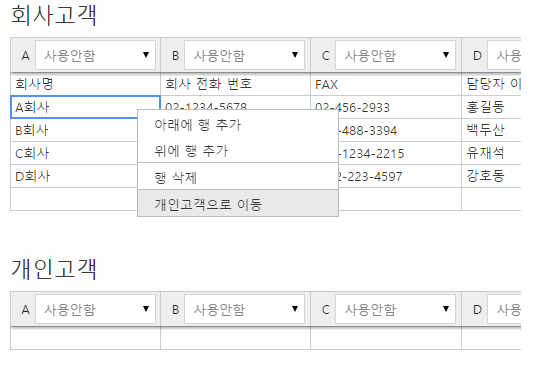 회사고객
A 사용안함 B 사용안함 C 사용안함 D 사용
회사명 회사 전화 번호 FAX 담당자 이
A회사 02-1234-5678 02-456-2933 홍길동
아래에 행 추가
B회사 -488-3394 백두산
위에 행 추가
C회사 -1234-2215 유재석
행 삭제
D회사 2-223-4597 강호동
개인고객으로 이동
개인고객
A 사용안함 B 사용안함 C 사용안함 D 사용